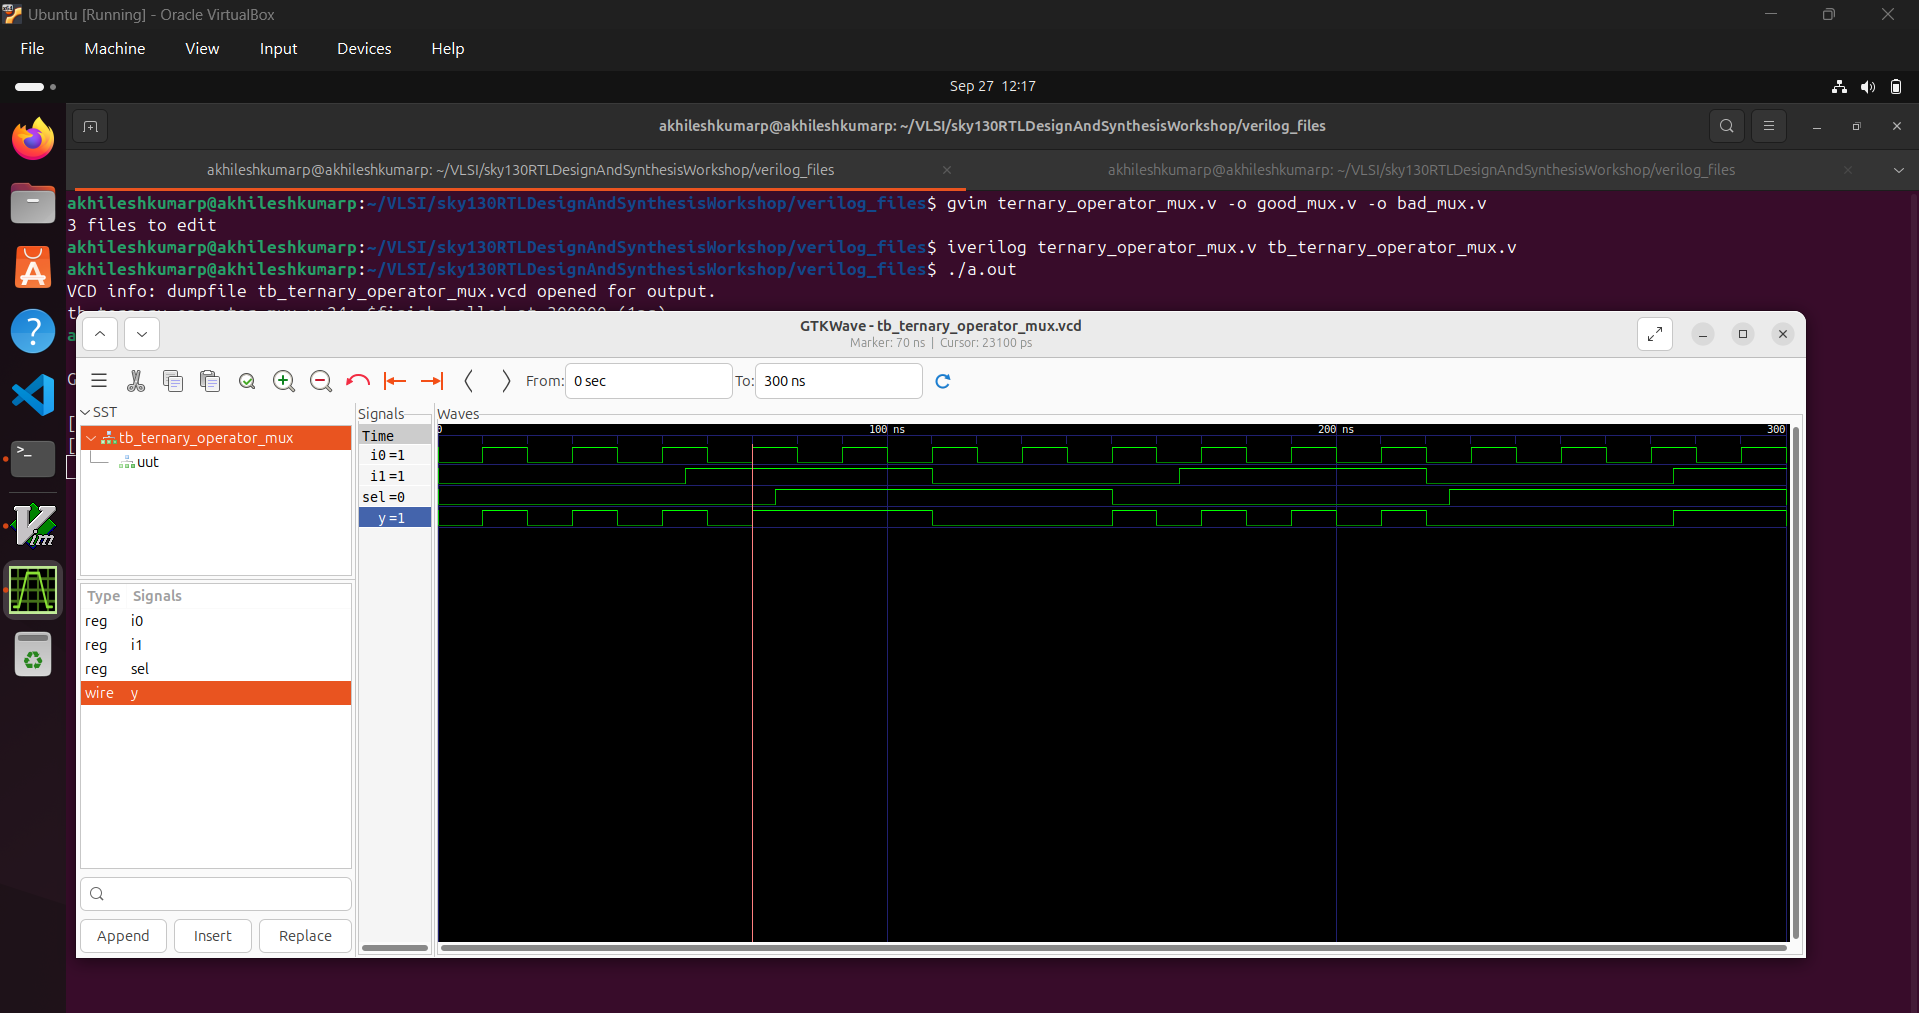 Ubuntu [Running] - Oracle VirtualBox
File Machine View Input Devices Help
Sep 27 12:17
akhileshkumarp@akhileshkumarp: ~/VLSI/sky130RTLDesignAndSynthesisWorkshop/verilog_files
akhileshkumarp@akhileshkumarp: ~/VLSI/sky130RTLDesignAndSynthesisWorkshop/verilog_files
akhileshkumarp@akhileshkumarp: ~/VLSI/sky130RTLDesignAndSynthesisWorkshop/verilog_files
akhileshkumarp@akhileshkumarp:~/VLSI/sky130RTLDesignAndSynthesisWorkshop/verilog_files$ gvim ternary_operator_mux.v -o good_mux.v -o bad_mux.v
3 files to edit
akhileshkumarp@akhileshkumarp:~/VLSI/sky130RTLDesignAndSynthesisWorkshop/verilog_files$ iverilog ternary_operator_mux.v tb_ternary_operator_mux.v
akhileshkumarp@akhileshkumarp:~/VLSI/sky130RTLDesignAndSynthesisWorkshop/verilog_files$ ./a.out
VCD info: dumpfile tb_ternary_operator_mux.vcd opened for output.
GTKWave - tb_ternary_operator_mux.vcd
Marker: 70 ns | Cursor: 23100 ps
From: 0 sec To: 300 ns
SST
tb_ternary_operator_mux
uut
Type Signals
reg i0
reg i1
reg sel
wire y
Append Insert Replace
Signals
Time
i0 =1
i1 =1
sel =0
y =1
Waves
0 100 ns 200 ns 300